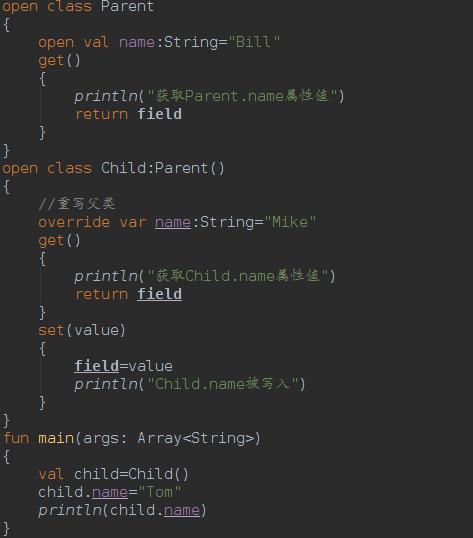 open class Parent
{
    open val name:String="Bill"
    get()
    {
        println("获取Parent.name属性值")
        return field
    }
}
open class Child:Parent()
{
    //重写父类
    override var name:String="Mike"
    get()
    {
        println("获取Child.name属性值")
        return field
    }
    set(value)
    {
        field=value
        println("Child.name被写入")
    }
}
fun main(args: Array<String>)
{
    val child=Child()
    child.name="Tom"
    println(child.name)
}